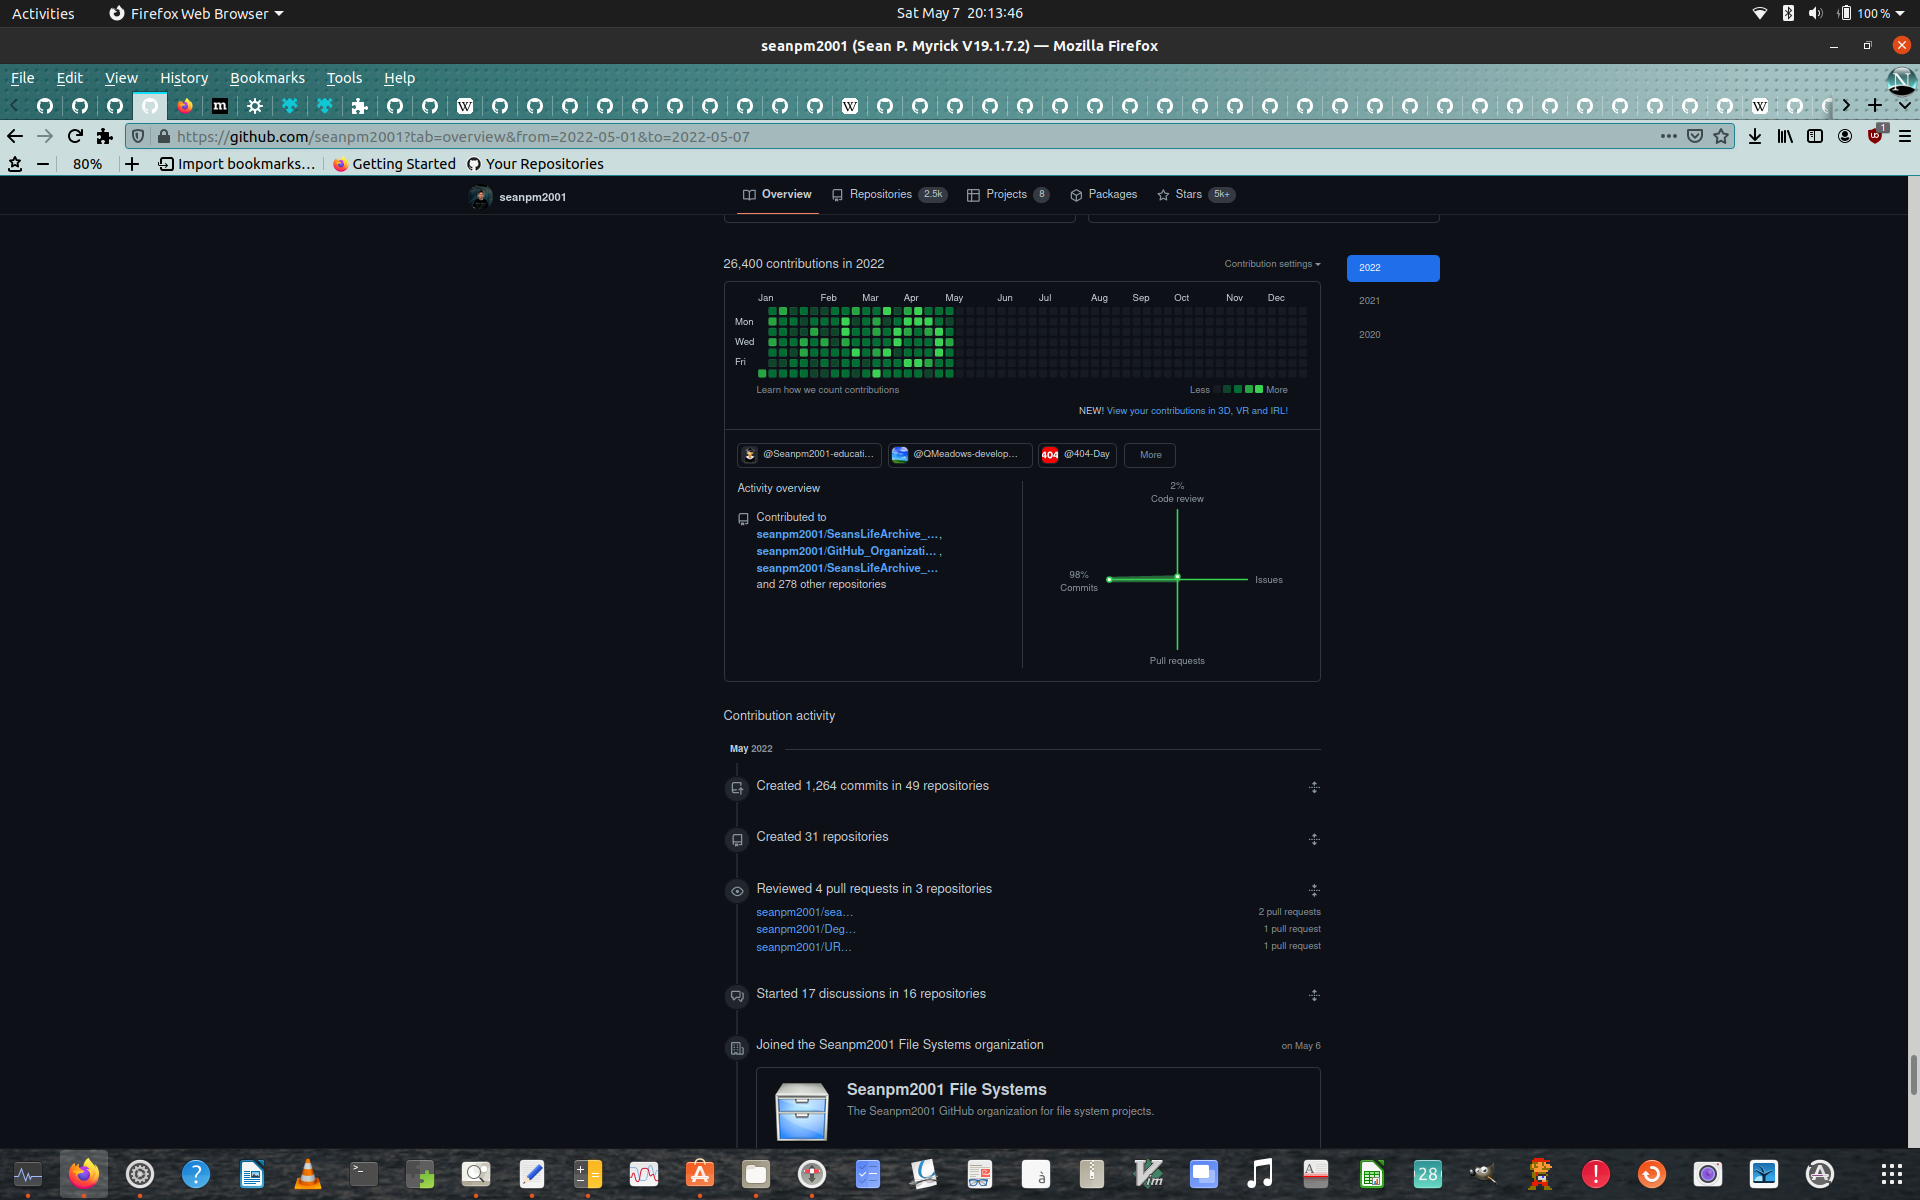 Activities
Firefox Web Browser
Sat May 7 20:13:46
100 %
seanpm2001 (Sean P. Myrick V19.1.7.2) — Mozilla Firefox
File Edit View History Bookmarks Tools Help
https://github.com/seanpm2001?tab=overview&from=2022-05-01&to=2022-05-07
1
80%
Import bookmarks…
Getting Started
Your Repositories
seanpm2001
Overview
Repositories 2.5k
Projects 8
Packages
Stars 5k+
26,400 contributions in 2022
Contribution settings
2022
2021
2020
Jan Feb Mar Apr May Jun Jul Aug Sep Oct Nov Dec
Mon
Wed
Fri
Learn how we count contributions
Less More
NEW! View your contributions in 3D, VR and IRL!
@Seanpm2001-educati…
@QMeadows-develop…
404 @404-Day
More
Activity overview
Contributed to
seanpm2001/SeansLifeArchive_…,
seanpm2001/GitHub_Organizati… ,
seanpm2001/SeansLifeArchive_…
and 278 other repositories
2%
Code review
98%
Commits
Issues
Pull requests
Contribution activity
May 2022
Created 1,264 commits in 49 repositories
Created 31 repositories
Reviewed 4 pull requests in 3 repositories
seanpm2001/sea… 2 pull requests
seanpm2001/Deg… 1 pull request
seanpm2001/UR… 1 pull request
Started 17 discussions in 16 repositories
Joined the Seanpm2001 File Systems organization on May 6
Seanpm2001 File Systems
The Seanpm2001 GitHub organization for file system projects.
28